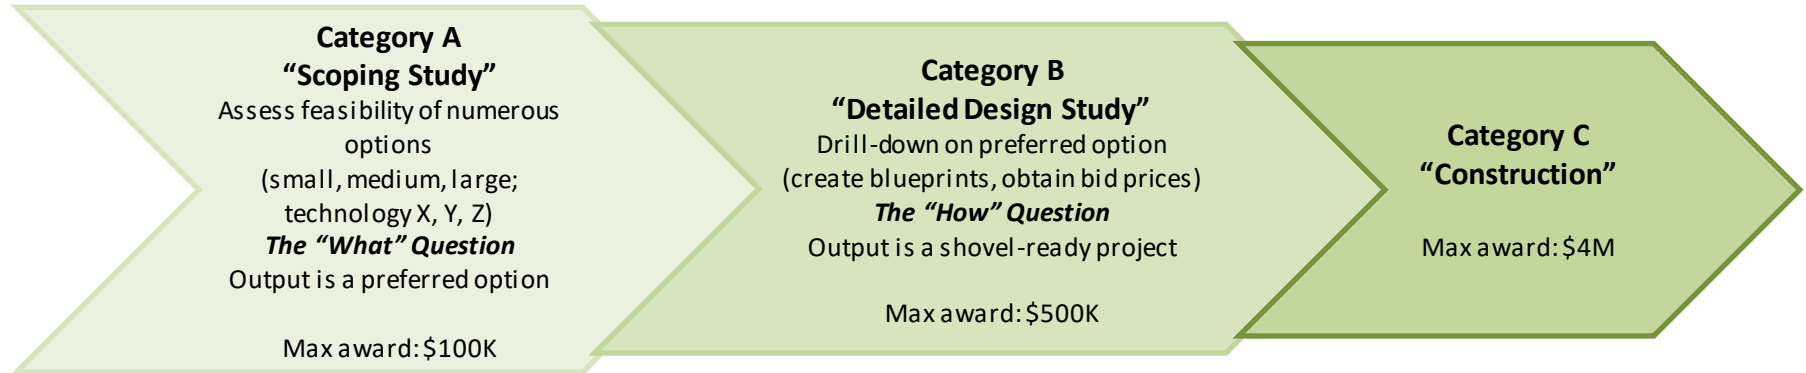 Category A
“Scoping Study”
Assess feasibility of numerous
options
(small, medium, large;
technology X, Y, Z)
The “What” Question
Output is a preferred option
Max award: $100K
Category B
“Detailed Design Study”
Drill-down on preferred option
(create blueprints, obtain bid prices)
The “How” Question
Output is a shovel-ready project
Max award: $500K
Category C
“Construction”
Max award: $4M